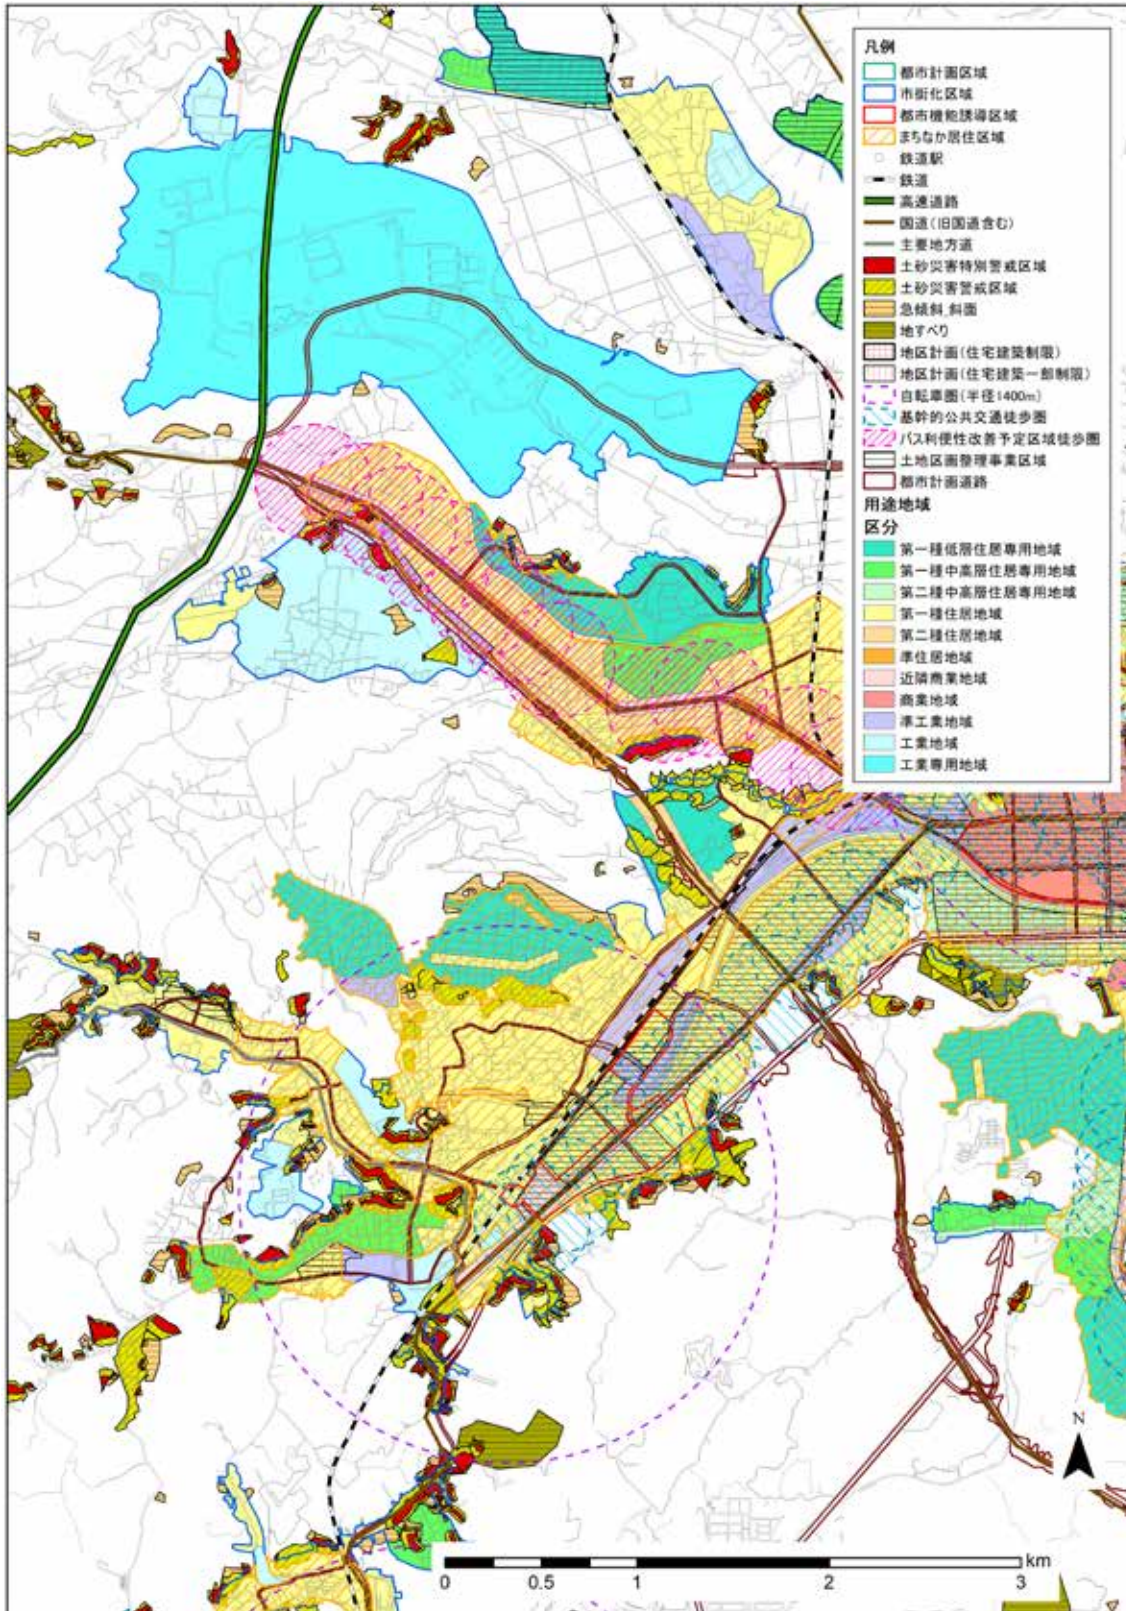 凡例
都市計画区域
市街化区域
都市機能誘導区域
まちなか居住区域
鉄道駅
鉄道
高速道路
国道(旧国道含む)
主要地方道
土砂災害特別警戒区域
土砂災害警戒区域
急傾斜_斜面
地すべり
地区計画(住宅建築制限)
地区計画(住宅建築一部制限)
自転車圏(半径1400m)
基幹的公共交通徒歩圏
バス利便性改善予定区域徒歩圏
土地区画整理事業区域
都市計画道路
用途地域
区分
第一種低層住居専用地域
第一種中高層住居専用地域
第二種中高層住居専用地域
第一種住居地域
第二種住居地域
準住居地域
近隣商業地域
商業地域
準工業地域
工業地域
工業専用地域
N
km
0 0.5 1 2 3